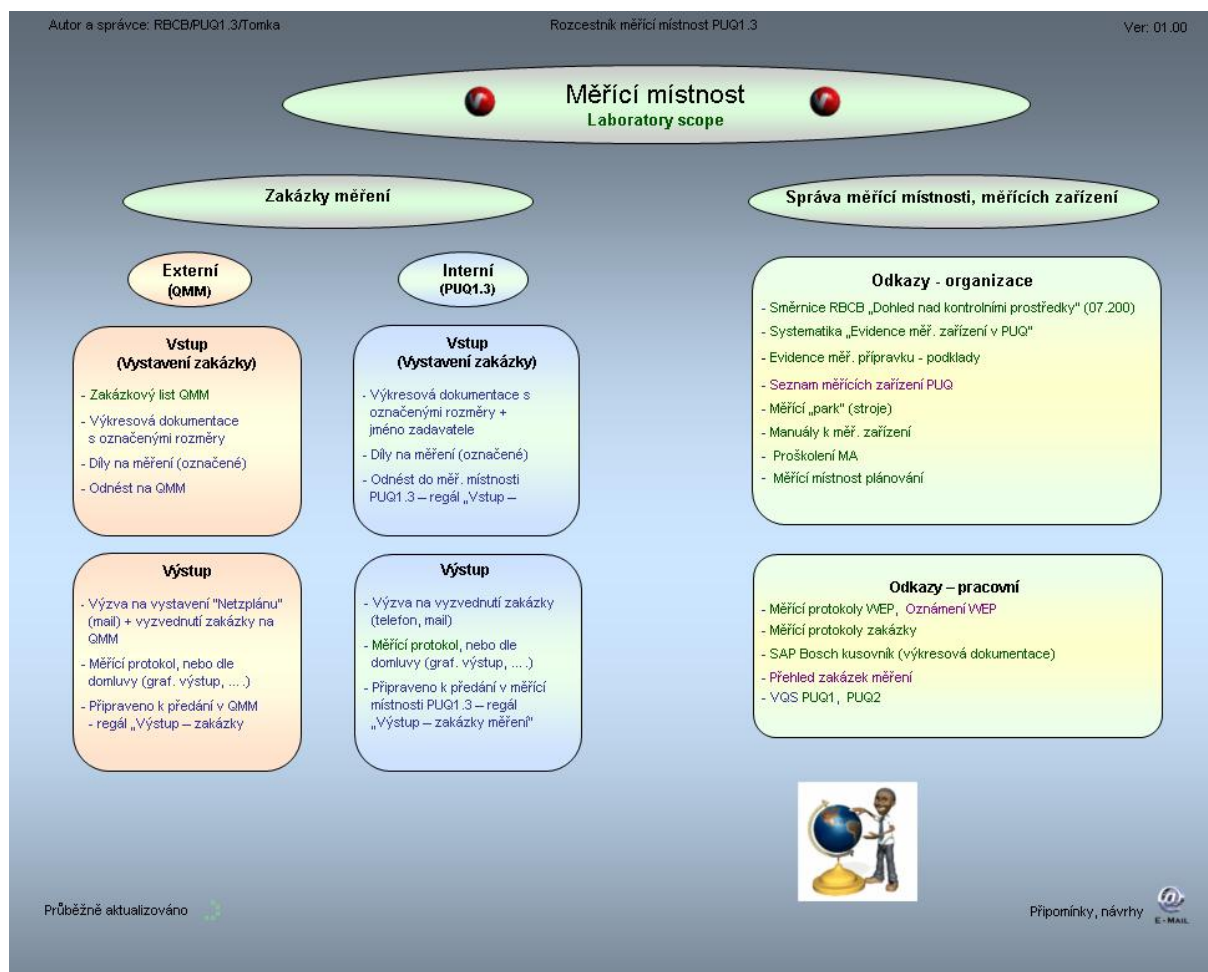 Autor a správce: RBCB/PUQ1.3/Tomka
Rozcestník měřící místnost PUQ1.3
Ver: 01.00
Měřící místnost
Laboratory scope
Zakázky měření
Externí
(QMM)
Interní
(PUQ1.3)
Vstup
(Vystavení zakázky)
- Zakázkový list QMM
- Výkresová dokumentace
s označenými rozměry
- Díly na měření (označené)
- Odnést na QMM
Vstup
(Vystavení zakázky)
- Výkresová dokumentace s
označenými rozměry +
jméno zadavatele
- Díly na měření (označené)
- Odnést do měř. místnosti
PUQ1.3 – regál „Vstup –
Výstup
- Výzva na vystavení "Netzplánu"
(mail) + vyzvednutí zakázky na
QMM
- Měřící protokol, nebo dle
domluvy (graf. výstup, ....)
- Připraveno k předání v QMM
- regál „Výstup – zakázky
Výstup
- Výzva na vyzvednutí zakázky
(telefon, mail)
- Měřící protokol, nebo dle
domluvy (graf. výstup, ....)
- Připraveno k předání v měřící
místnosti PUQ1.3 – regál
„Výstup – zakázky měření"
Správa měřící místnosti, měřících zařízení
Odkazy - organizace
- Směrnice RBCB „Dohled nad kontrolními prostředky" (07.200)
- Systematika „Evidence měř. zařízení v PUQ"
- Evidence měř. přípravku - podklady
- Seznam měřících zařízení PUQ
- Měřící „park" (stroje)
- Manuály k měř. zařízení
- Proškolení MA
- Měřící místnost plánování
Odkazy – pracovní
- Měřící protokoly WEP, Oznámení WEP
- Měřící protokoly zakázky
- SAP Bosch kusovník (výkresová dokumentace)
- Přehled zakázek měření
- VQS PUQ1, PUQ2
Průběžně aktualizováno
Připomínky, návrhy
E-MAIL